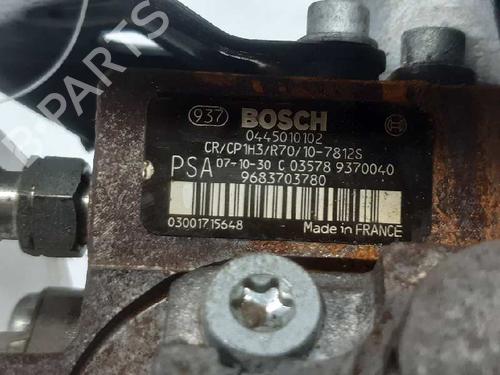 937 BOSCH
0445010102
CR/CP1H3/R70/10-7812S
PSA 07-10-30 C 03578 9370040
9683703780
03001715648 Made in FRANCE
B-Parts